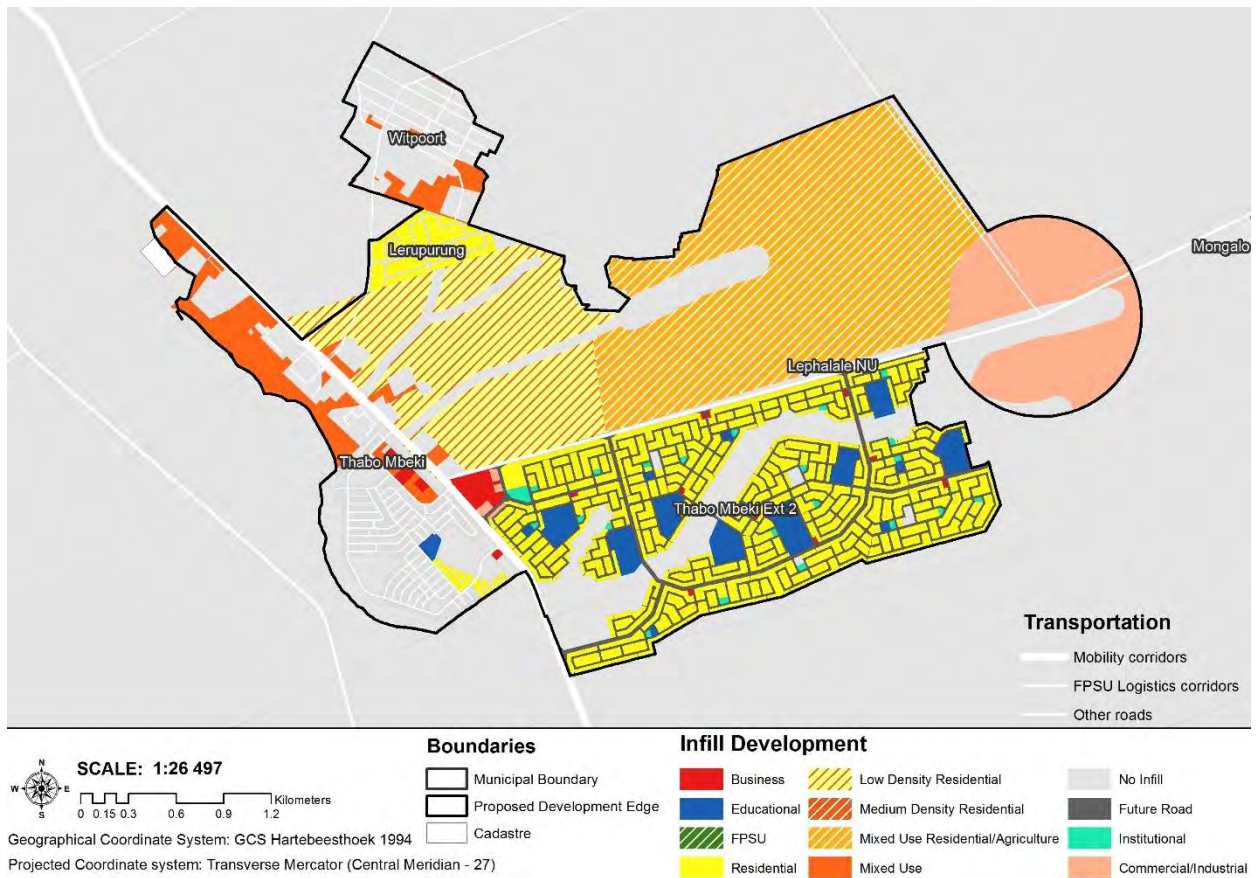 Witpoort
Lerupurung
Mongalo
Lephalale NU
Thabo Mbeki
Thabo Mbeki Ext 2
Transportation
Mobility corridors
FPSU Logistics corridors
Other roads
N
W
E
S
SCALE: 1:26 497
Kilometers
0 0.15 0.3 0.6 0.9 1.2
Geographical Coordinate System: GCS Hartebeesthoek 1994
Projected Coordinate system: Transverse Mercator (Central Meridian - 27)
Boundaries
Municipal Boundary
Proposed Development Edge
Cadastre
Infill Development
Business
Educational
FPSU
Residential
Low Density Residential
Medium Density Residential
Mixed Use Residential/Agriculture
Mixed Use
No Infill
Future Road
Institutional
Commercial/Industrial